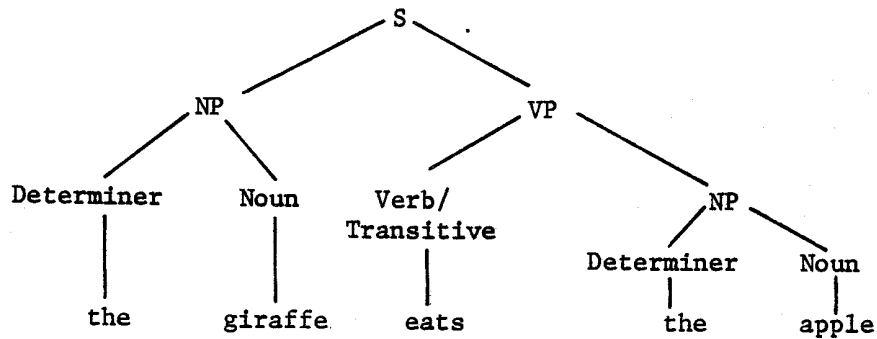 S
NP VP
Determiner Noun Verb/
Transitive NP
Determiner Noun
the giraffe eats the apple